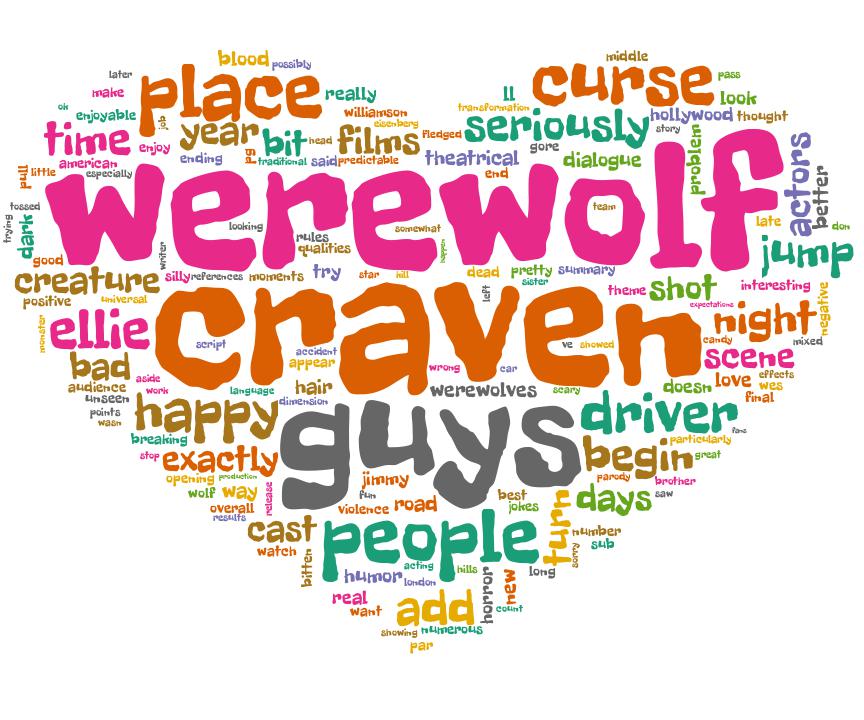 blood
possibly
middle
later
place
curse
pass
make
really
ll
look
ok
enjoyable
job
williamson
transformation
hollywood
thought
time
enjoy
year
bit
head
eisenberg
films
fledged
seriously
story
american
ending
pg
traditional
said
predictable
theatrical
gore
dialogue
problem
actors
pull
little
especially
end
better
werewolf
team
tossed
trying
dark
looking
somewhat
late
don
good
writer
rules
qualities
happen
jump
creature
silly
references
moments
try
star
hill
dead
pretty
summary
sister
interesting
positive
universal
left
theme
shot
expectations
negative
monster
ellie
craven
night
script
accident
ve
showed
candy
mixed
bad
appear
wrong
car
scene
audience
aside
work
language
hair
werewolves
scary
doesn
love
effects
wes
unseen
dimension
final
points
wasn
happy
guys
driver
fans
breaking
particularly
stop
exactly
begin
great
opening
production
jimmy
parody
brother
wolf
way
release
fun
best
turn
days
saw
overall
violence
road
jokes
results
cast
people
number
watch
sub
sorry
bitten
acting
hills
long
humor
london
horror
new
real
want
add
count
showing
numerous
par